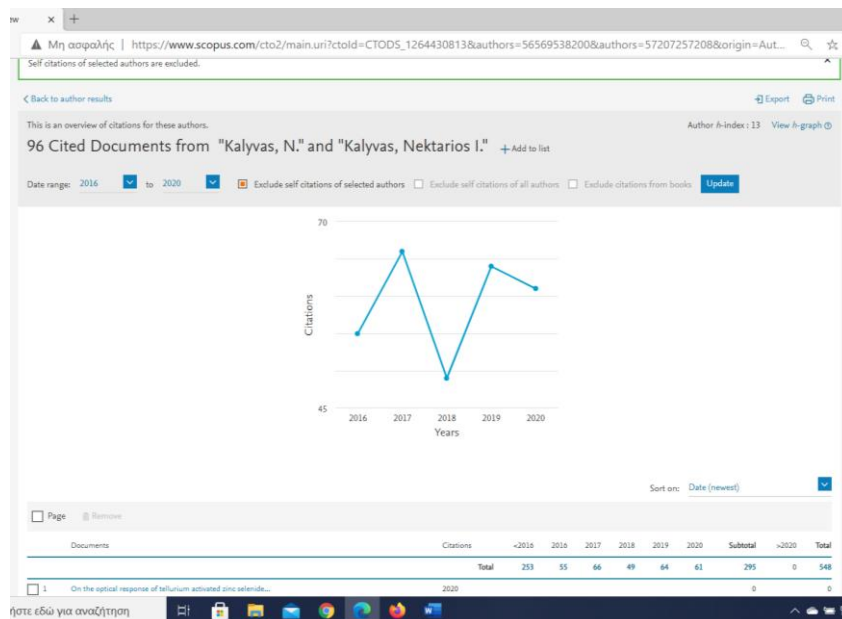 ew × +
Μη ασφαλής | https://www.scopus.com/cto2/main.uri?ctoId=CTODS_1264430813&authors=56569538200&authors=57207257208&origin=Aut...
Self citations of selected authors are excluded.
Back to author results Export Print
This is an overview of citations for these authors. Author h-index : 13 View h-graph
96 Cited Documents from "Kalyvas, N." and "Kalyvas, Nektarios I." + Add to list
Date range: 2016 to 2020 Exclude self citations of selected authors Exclude self citations of all authors Exclude citations from books Update
70
Citations
45
2016 2017 2018 2019 2020
Years
Sort on: Date (newest)
Page Remove
Documents Citations <2016 2016 2017 2018 2019 2020 Subtotal >2020 Total
Total 253 55 66 49 64 61 295 0 548
1 On the optical response of tellurium activated zinc selenide... 2020 0 0
ήστε εδώ για αναζήτηση